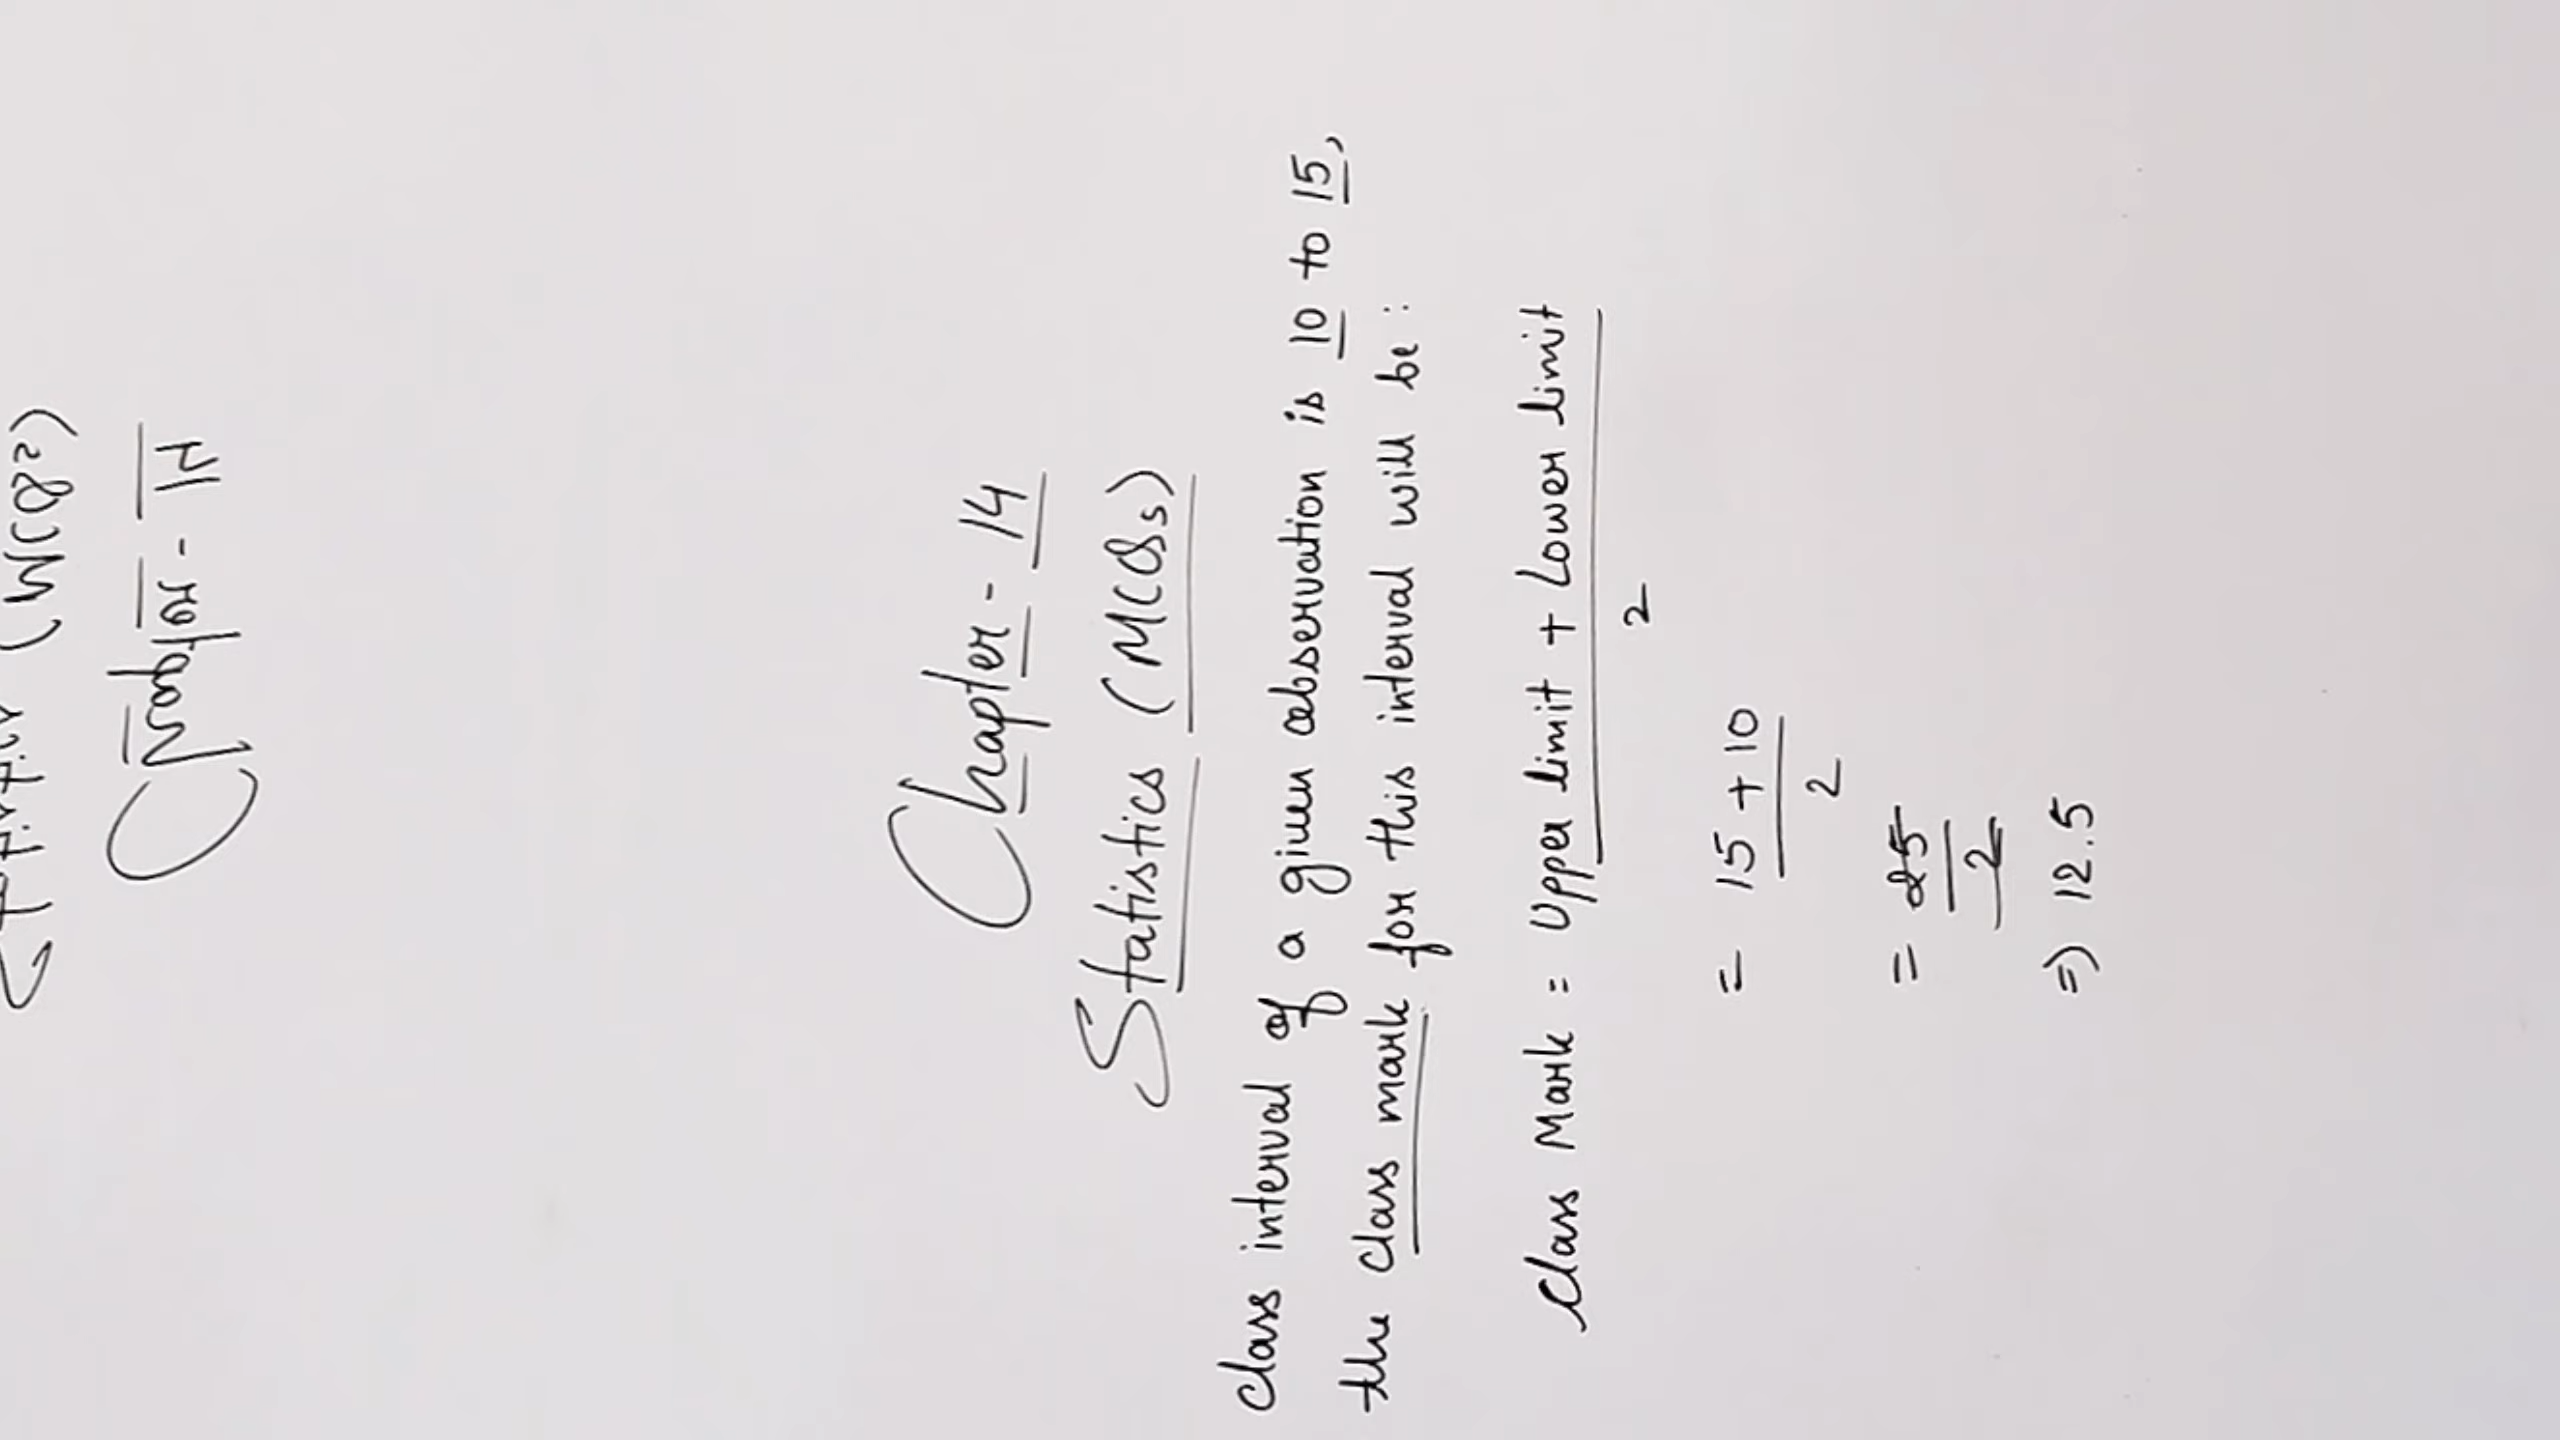 Chapter - 14
Statistics (MCQs)
Class interval of a given observation is 10 to 15,
the class mark for this interval will be :
Class Mark = Upper limit + Lower limit
2
= 15 + 10
2
= 25
2
=) 12.5